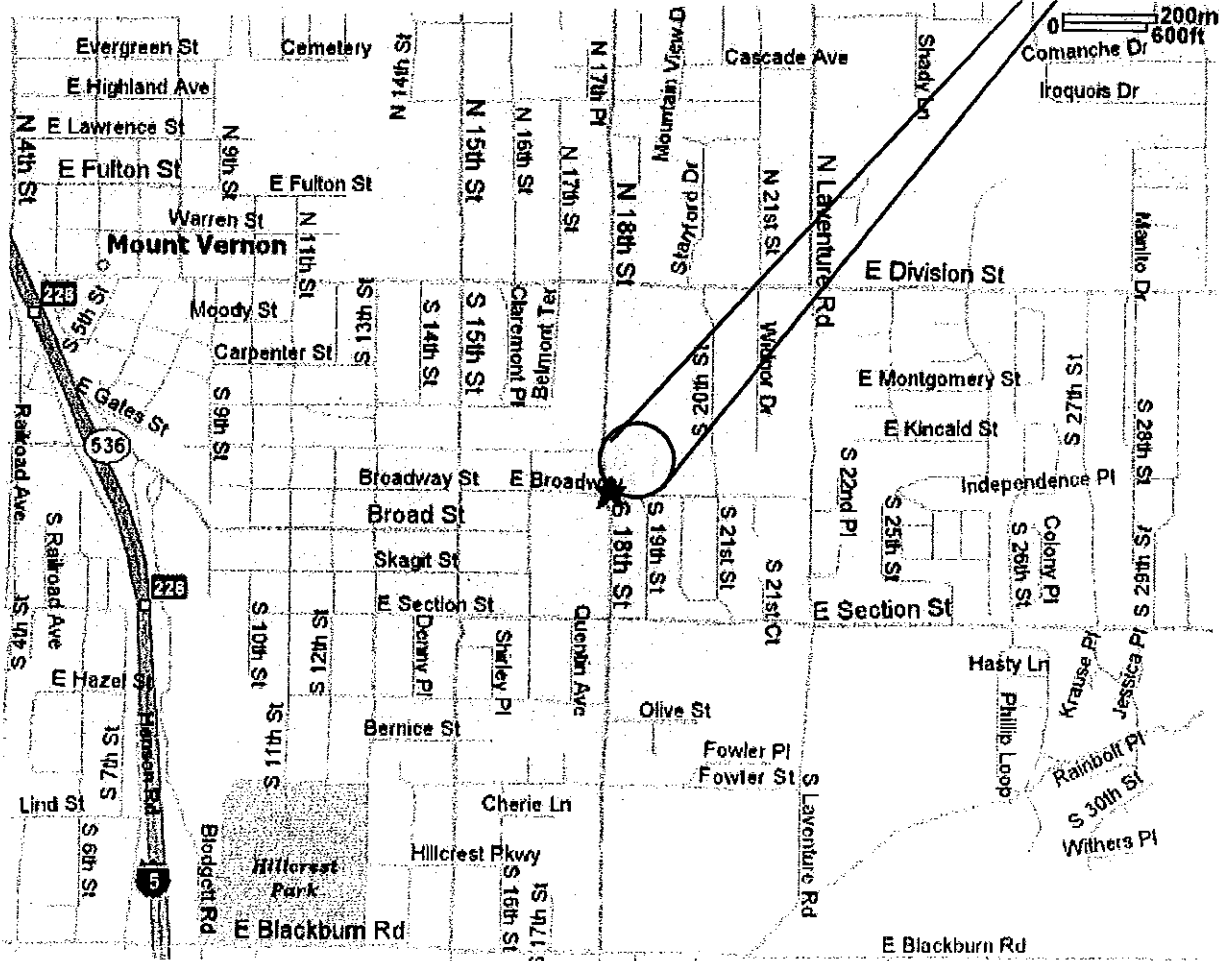 0 200m
600ft
Evergreen St
Cemetery
N 14th St
N 17th Pl
Mountain View D
Cascade Ave
Shady Ln
Comanche Dr
E Highland Ave
Iroquois Dr
N 4th St
E Lawrence St
N 9th St
N 15th St
N 16th St
N 17th St
E Fulton St
E Fulton St
N 18th St
Stanford Dr
N 21st St
N Laventure Rd
Manito Dr
Warren St
N 11th St
Mount Vernon
E Division St
226
S 5th St
Moody St
S 13th St
S 14th St
S 15th St
Claremont Pl
Belmont Ter
Carpenter St
S 20th St
Widnor Dr
E Montgomery St
S 27th St
S 28th St
E Gates St
S 9th St
E Kincaid St
536
Railroad Ave
Broadway St
E Broadway
S 22nd Pl
Independence Pl
Broad St
S 18th St
S 19th St
S 21st St
S 25th St
S 26th St
Colony Pl
S 29th St
S Railroad Ave
Skagit St
S 21st Ct
226
S 4th St
S 10th St
S 12th St
E Section St
Denny Pl
Shirley Pl
Quentin Ave
E Section St
Hasty Ln
Krause Pl
Jessica Pl
E Hazel St
Hanson Rd
S 7th St
S 11th St
Bernice St
Olive St
Phillip Loop
Fowler Pl
Fowler St
Rainbolt Pl
Lind St
Cherie Ln
S Laventure Rd
S 30th St
S 6th St
Blodgett Rd
Hillcrest
Park
Hillcrest Pkwy
Withers Pl
5
S 16th St
S 17th St
E Blackburn Rd
E Blackburn Rd